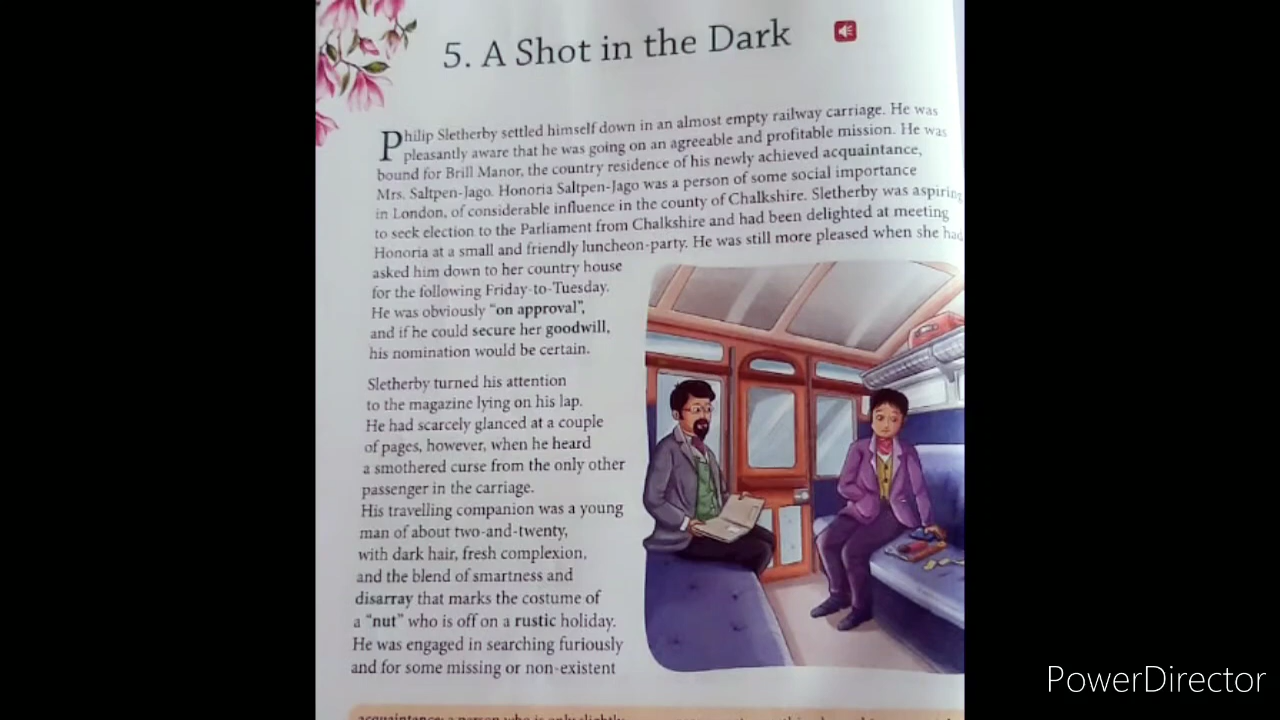 5. A Shot in the Dark
Philip Sletherby settled himself down in an almost empty railway carriage. He was
pleasantly aware that he was going on an agreeable and profitable mission. He was
bound for Brill Manor, the country residence of his newly achieved acquaintance,
Mrs. Saltpen-Jago. Honoria Saltpen-Jago was a person of some social importance
in London, of considerable influence in the county of Chalkshire. Sletherby was aspiring
to seek election to the Parliament from Chalkshire and had been delighted at meeting
Honoria at a small and friendly luncheon-party. He was still more pleased when she had
asked him down to her country house
for the following Friday-to-Tuesday.
He was obviously “on approval”,
and if he could secure her goodwill,
his nomination would be certain.
Sletherby turned his attention
to the magazine lying on his lap.
He had scarcely glanced at a couple
of pages, however, when he heard
a smothered curse from the only other
passenger in the carriage.
His travelling companion was a young
man of about two-and-twenty,
with dark hair, fresh complexion,
and the blend of smartness and
disarray that marks the costume of
a “nut” who is off on a rustic holiday.
He was engaged in searching furiously
and for some missing or non-existent
acquaintance: a person who is only slightly
PowerDirector